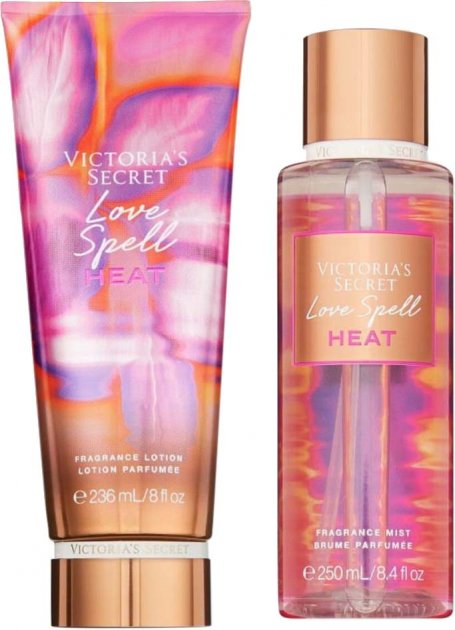 VICTORIA'S
SECRET
Love
Spell
HEAT
FRAGRANCE LOTION
LOTION PARFUMÉE
e 236 mL/8 fl oz
VICTORIA'S SECRET
VICTORIA'S SECRET
VICTORIA'S
SECRET
Love Spell
HEAT
FRAGRANCE MIST
BRUME PARFUMÉE
e 250 mL/8.4 fl oz